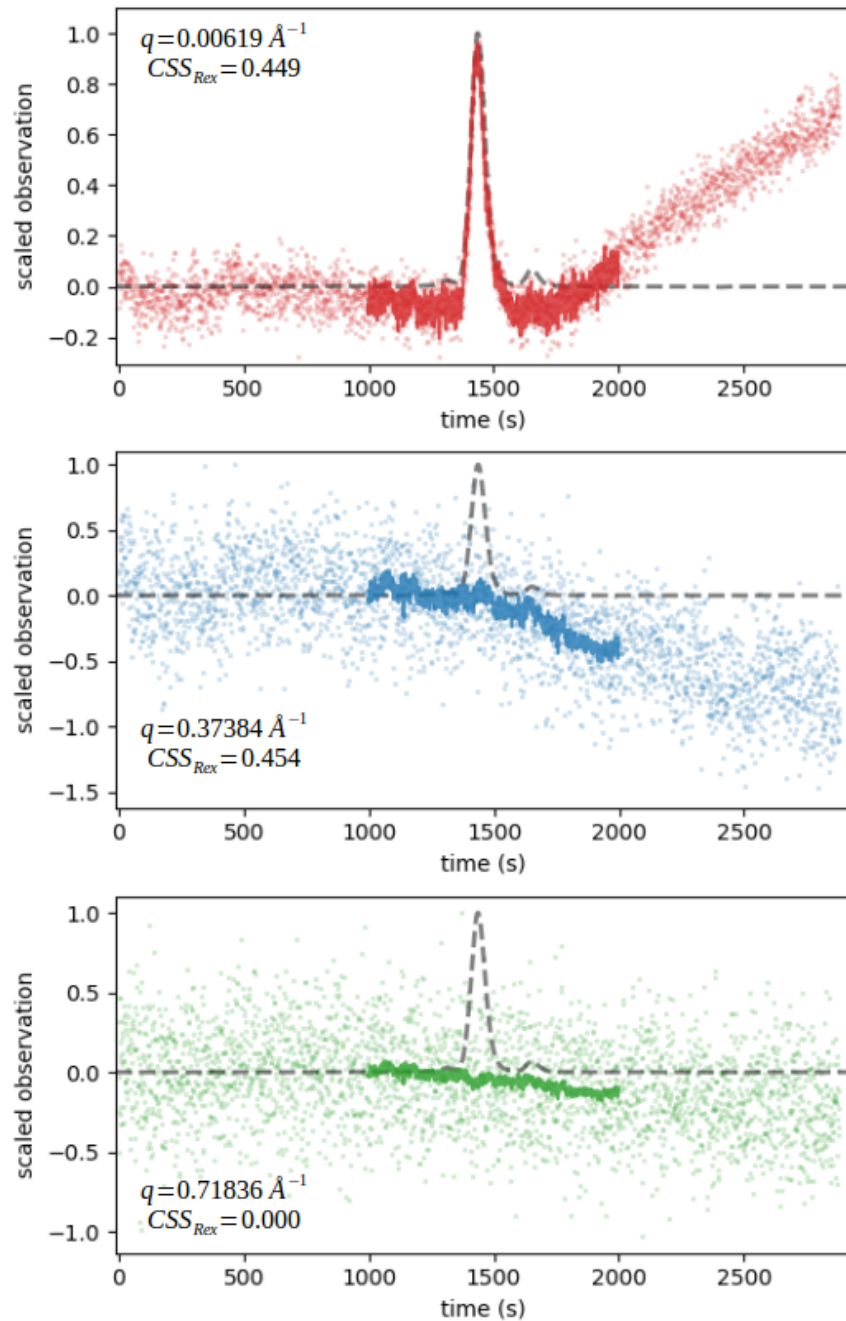 1.0
0.8
0.6
0.4
0.2
0.0
−0.2
scaled observation
q=0.00619 Å⁻¹
CSS_Rex=0.449
0 500 1000 1500 2000 2500
time (s)
1.0
0.5
0.0
−0.5
−1.0
−1.5
scaled observation
q=0.37384 Å⁻¹
CSS_Rex=0.454
0 500 1000 1500 2000 2500
time (s)
1.0
0.5
0.0
−0.5
−1.0
scaled observation
q=0.71836 Å⁻¹
CSS_Rex=0.000
0 500 1000 1500 2000 2500
time (s)